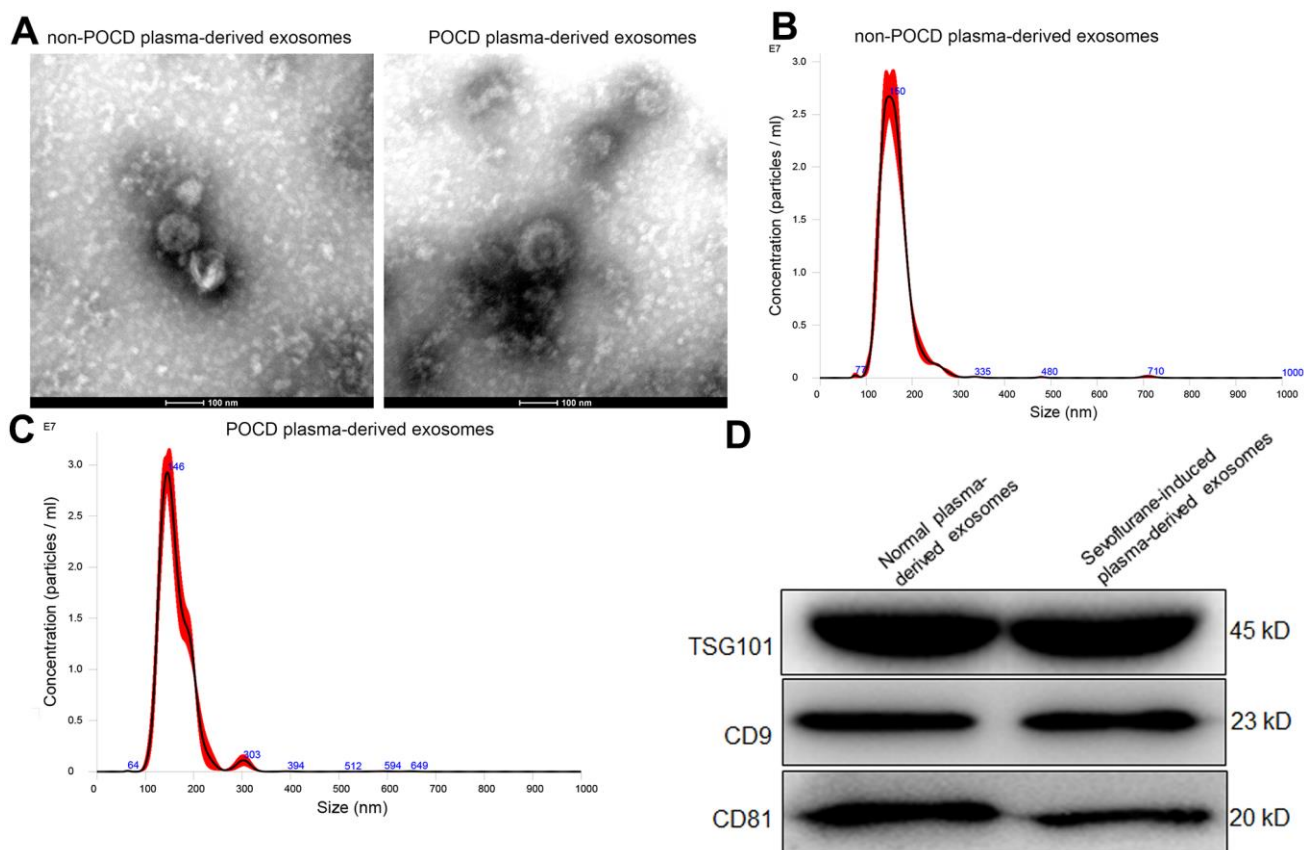 A
non-POCD plasma-derived exosomes
POCD plasma-derived exosomes
100 nm
100 nm
B
non-POCD plasma-derived exosomes
E7
Concentration (particles / ml)
3.0
2.5
2.0
1.5
1.0
0.5
0
150
77
335
480
710
1000
0 100 200 300 400 500 600 700 800 900 1000
Size (nm)
C
POCD plasma-derived exosomes
E7
Concentration (particles / ml)
3.0
2.5
2.0
1.5
1.0
0.5
0
46
64
303
394
512
594
649
0 100 200 300 400 500 600 700 800 900 1000
Size (nm)
D
Normal plasma-
derived exosomes
Sevoflurane-induced
plasma-derived exosomes
TSG101
45 kD
CD9
23 kD
CD81
20 kD